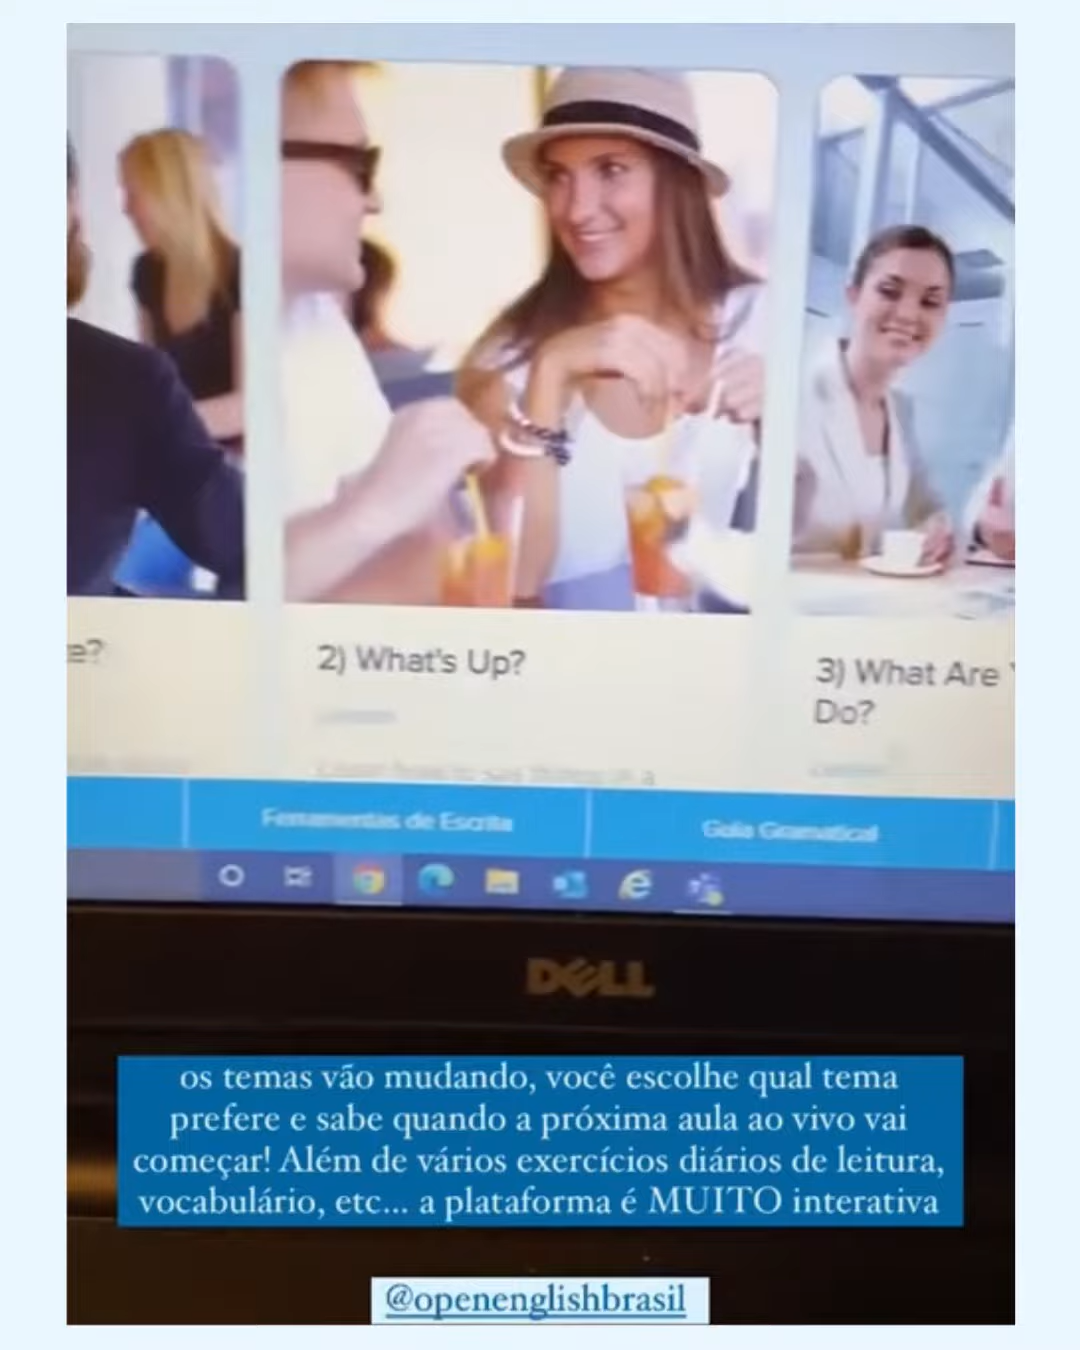 e?
2) What's Up?
3) What Are
Do?
Ferramentas de Escrita
Guia Gramatical
DELL
os temas vão mudando, você escolhe qual tema
prefere e sabe quando a próxima aula ao vivo vai
começar! Além de vários exercícios diários de leitura,
vocabulário, etc... a plataforma é MUITO interativa
@openenglishbrasil